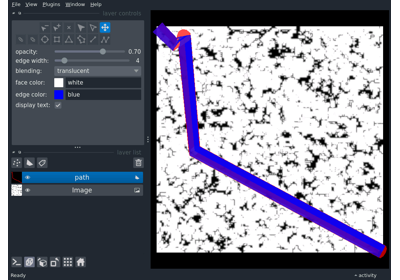 File View Plugins Window Help
layer controls
opacity: 0.70
edge width: 4
blending: translucent
face color: white
edge color: blue
display text:
layer list
path
Image
Ready
activity